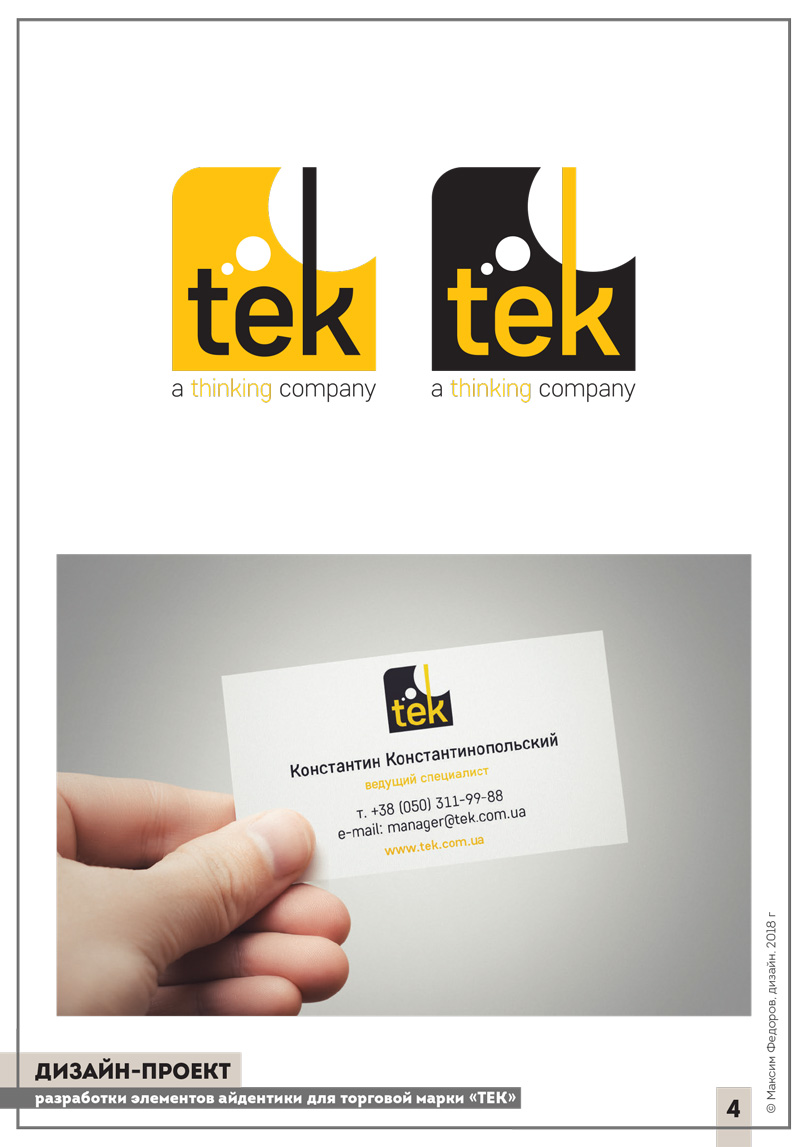 tek
a thinking company
tek
a thinking company
tek
Константин Константинопольский
ведущий специалист
т. +38 (050) 311-99-88
e-mail: manager@tek.com.ua
www.tek.com.ua
© Максим Федоров, дизайн. 2018 г
ДИЗАЙН-ПРОЕКТ
разработки элементов айдентики для торговой марки «ТЕК»
4